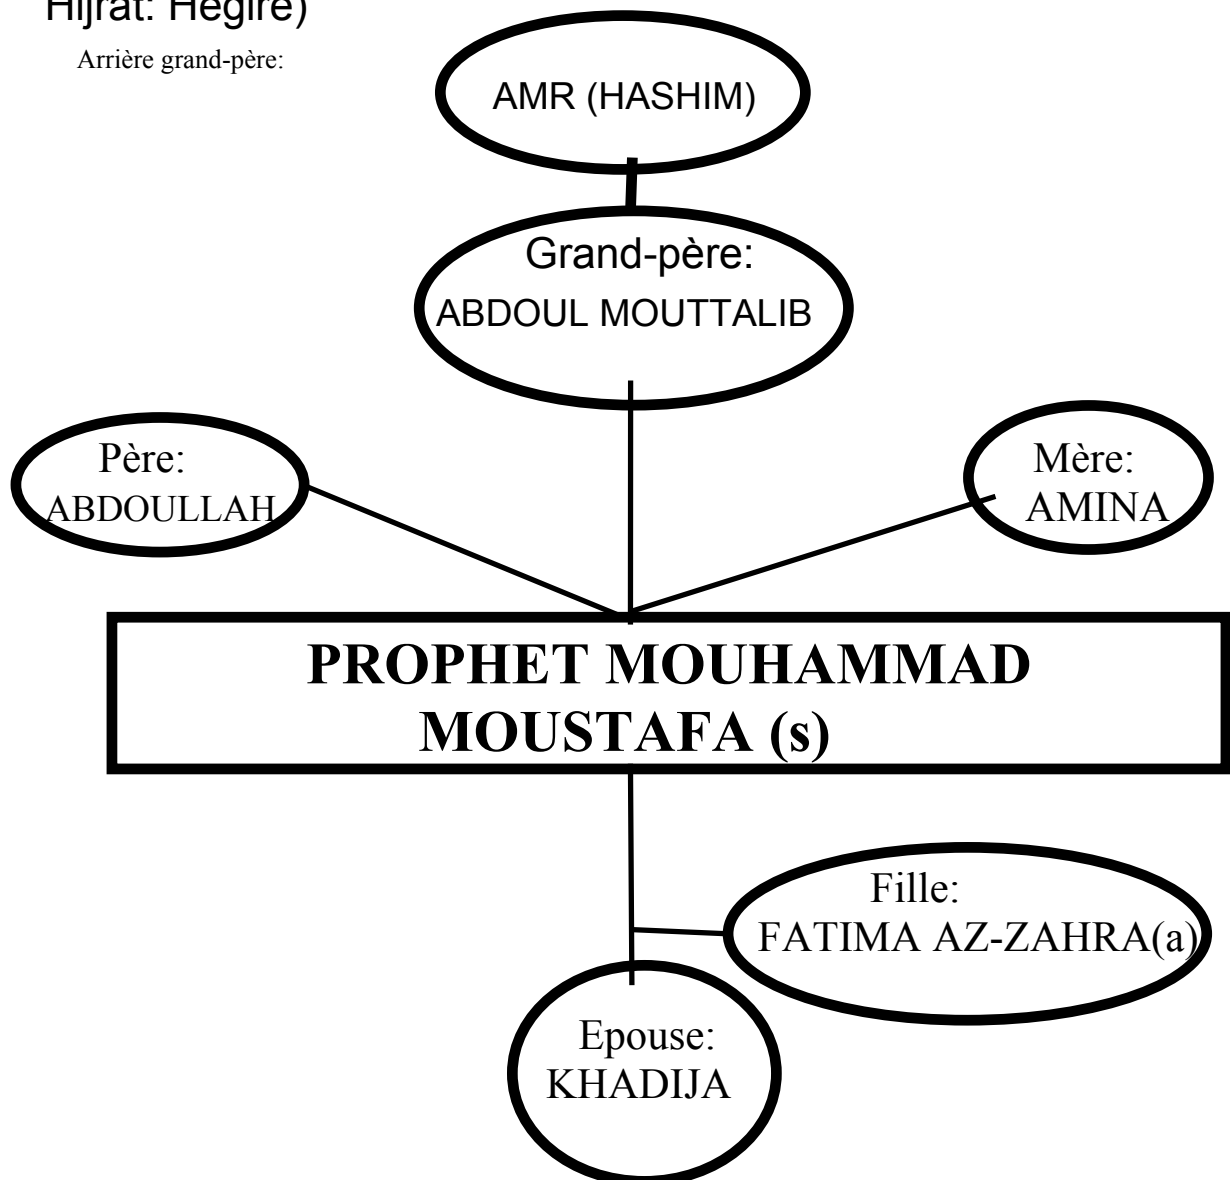 Hijrat: Hégire)
Arrière grand-père:
AMR (HASHIM)
Grand-père:
ABDOUL MOUTTALIB
Père:
ABDOULLAH
Mère:
AMINA
PROPHET MOUHAMMAD
MOUSTAFA (s)
Fille:
FATIMA AZ-ZAHRA(a)
Epouse:
KHADIJA